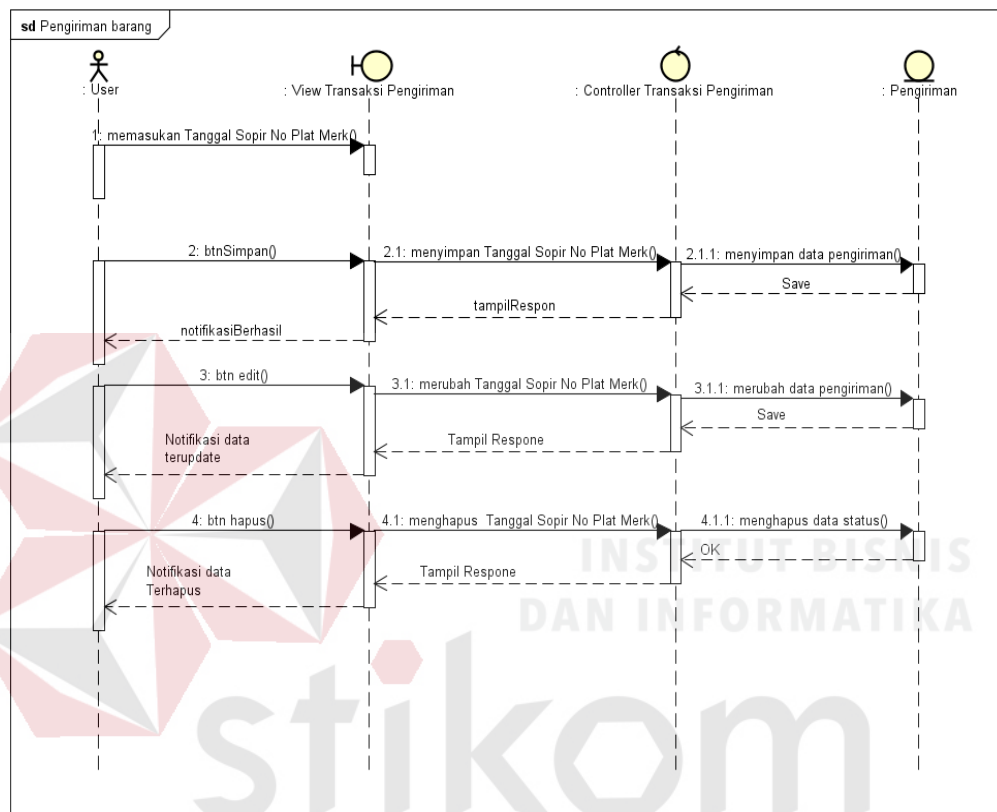 sd Pengiriman barang
: User
: View Transaksi Pengiriman
: Controller Transaksi Pengiriman
: Pengiriman
1: memasukan Tanggal Sopir No Plat Merk()
2: btnSimpan()
2.1: menyimpan Tanggal Sopir No Plat Merk()
2.1.1: menyimpan data pengiriman()
Save
tampilRespon
notifikasiBerhasil
3: btn edit()
3.1: merubah Tanggal Sopir No Plat Merk()
3.1.1: merubah data pengiriman()
Save
Tampil Respone
Notifikasi data
terupdate
4: btn hapus()
4.1: menghapus  Tanggal Sopir No Plat Merk()
4.1.1: menghapus data status()
OK
Tampil Respone
Notifikasi data
Terhapus
INSTITUT BISNIS
DAN INFORMATIKA
stikom